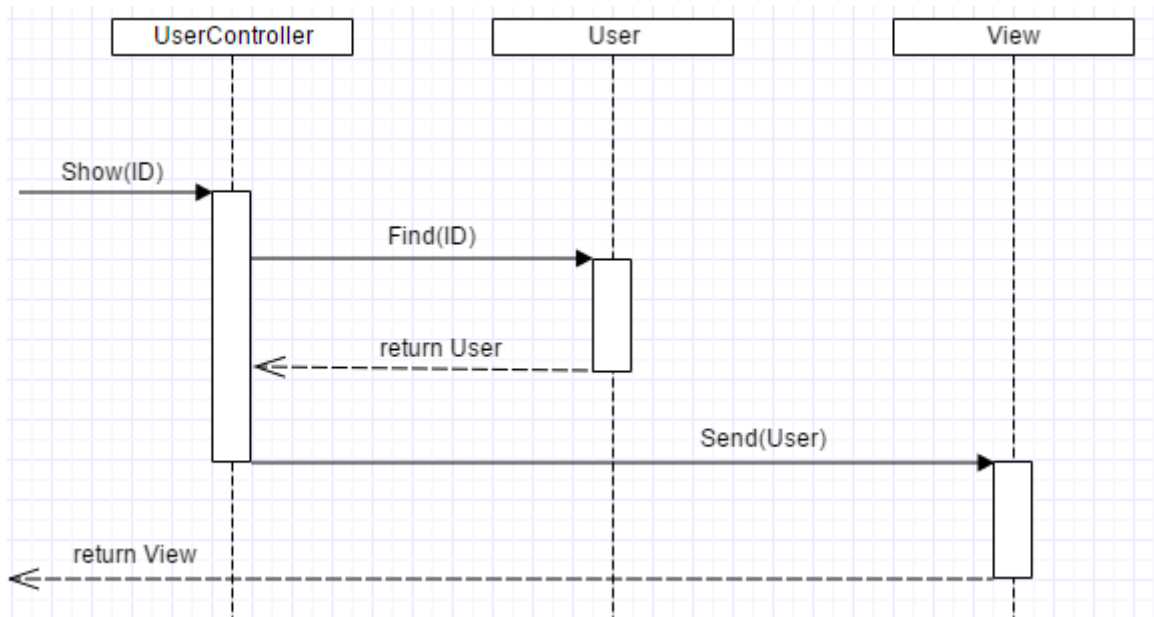 UserController
User
View
Show(ID)
Find(ID)
return User
Send(User)
return View